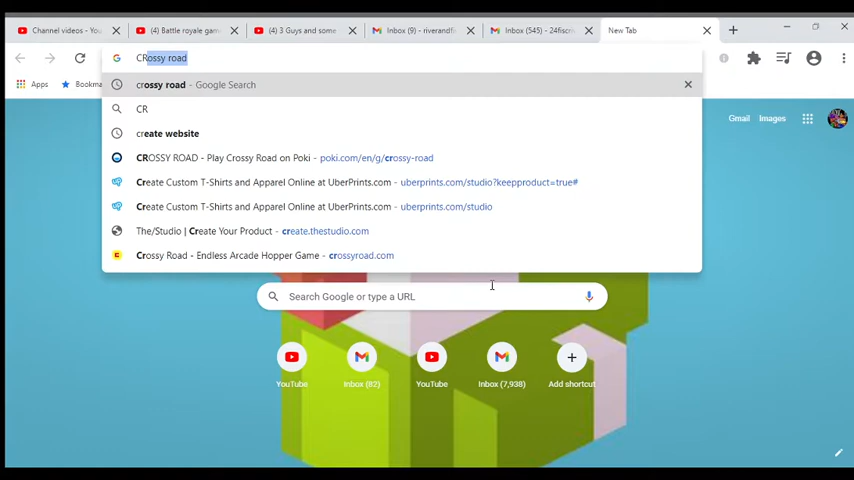 Channel videos - You
(4) Battle royale game
(4) 3 Guys and some
Inbox (9) - riverandfi
Inbox (545) - 24fiscri
New Tab
CRossy road
Apps
Bookma
crossy road - Google Search
CR
create website
CROSSY ROAD - Play Crossy Road on Poki - poki.com/en/g/crossy-road
Create Custom T-Shirts and Apparel Online at UberPrints.com - uberprints.com/studio?keepproduct=true#
Create Custom T-Shirts and Apparel Online at UberPrints.com - uberprints.com/studio
The/Studio | Create Your Product - create.thestudio.com
Crossy Road - Endless Arcade Hopper Game - crossyroad.com
Gmail Images
Search Google or type a URL
YouTube Inbox (82) YouTube Inbox (7,938) Add shortcut